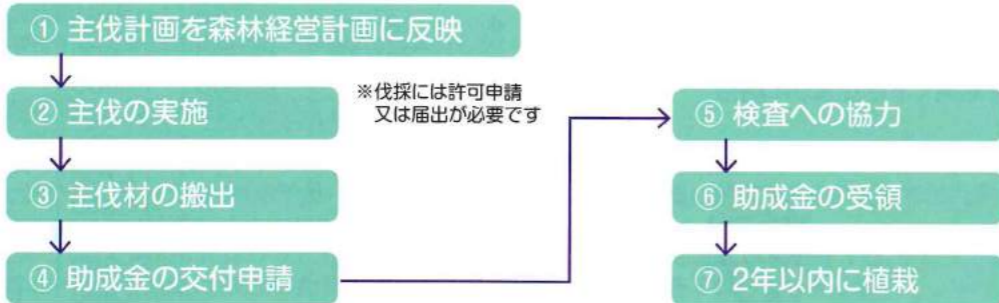 ① 主伐計画を森林経営計画に反映
② 主伐の実施
※伐採には許可申請
又は届出が必要です
③ 主伐材の搬出
④ 助成金の交付申請
⑤ 検査への協力
⑥ 助成金の受領
⑦ 2年以内に植栽